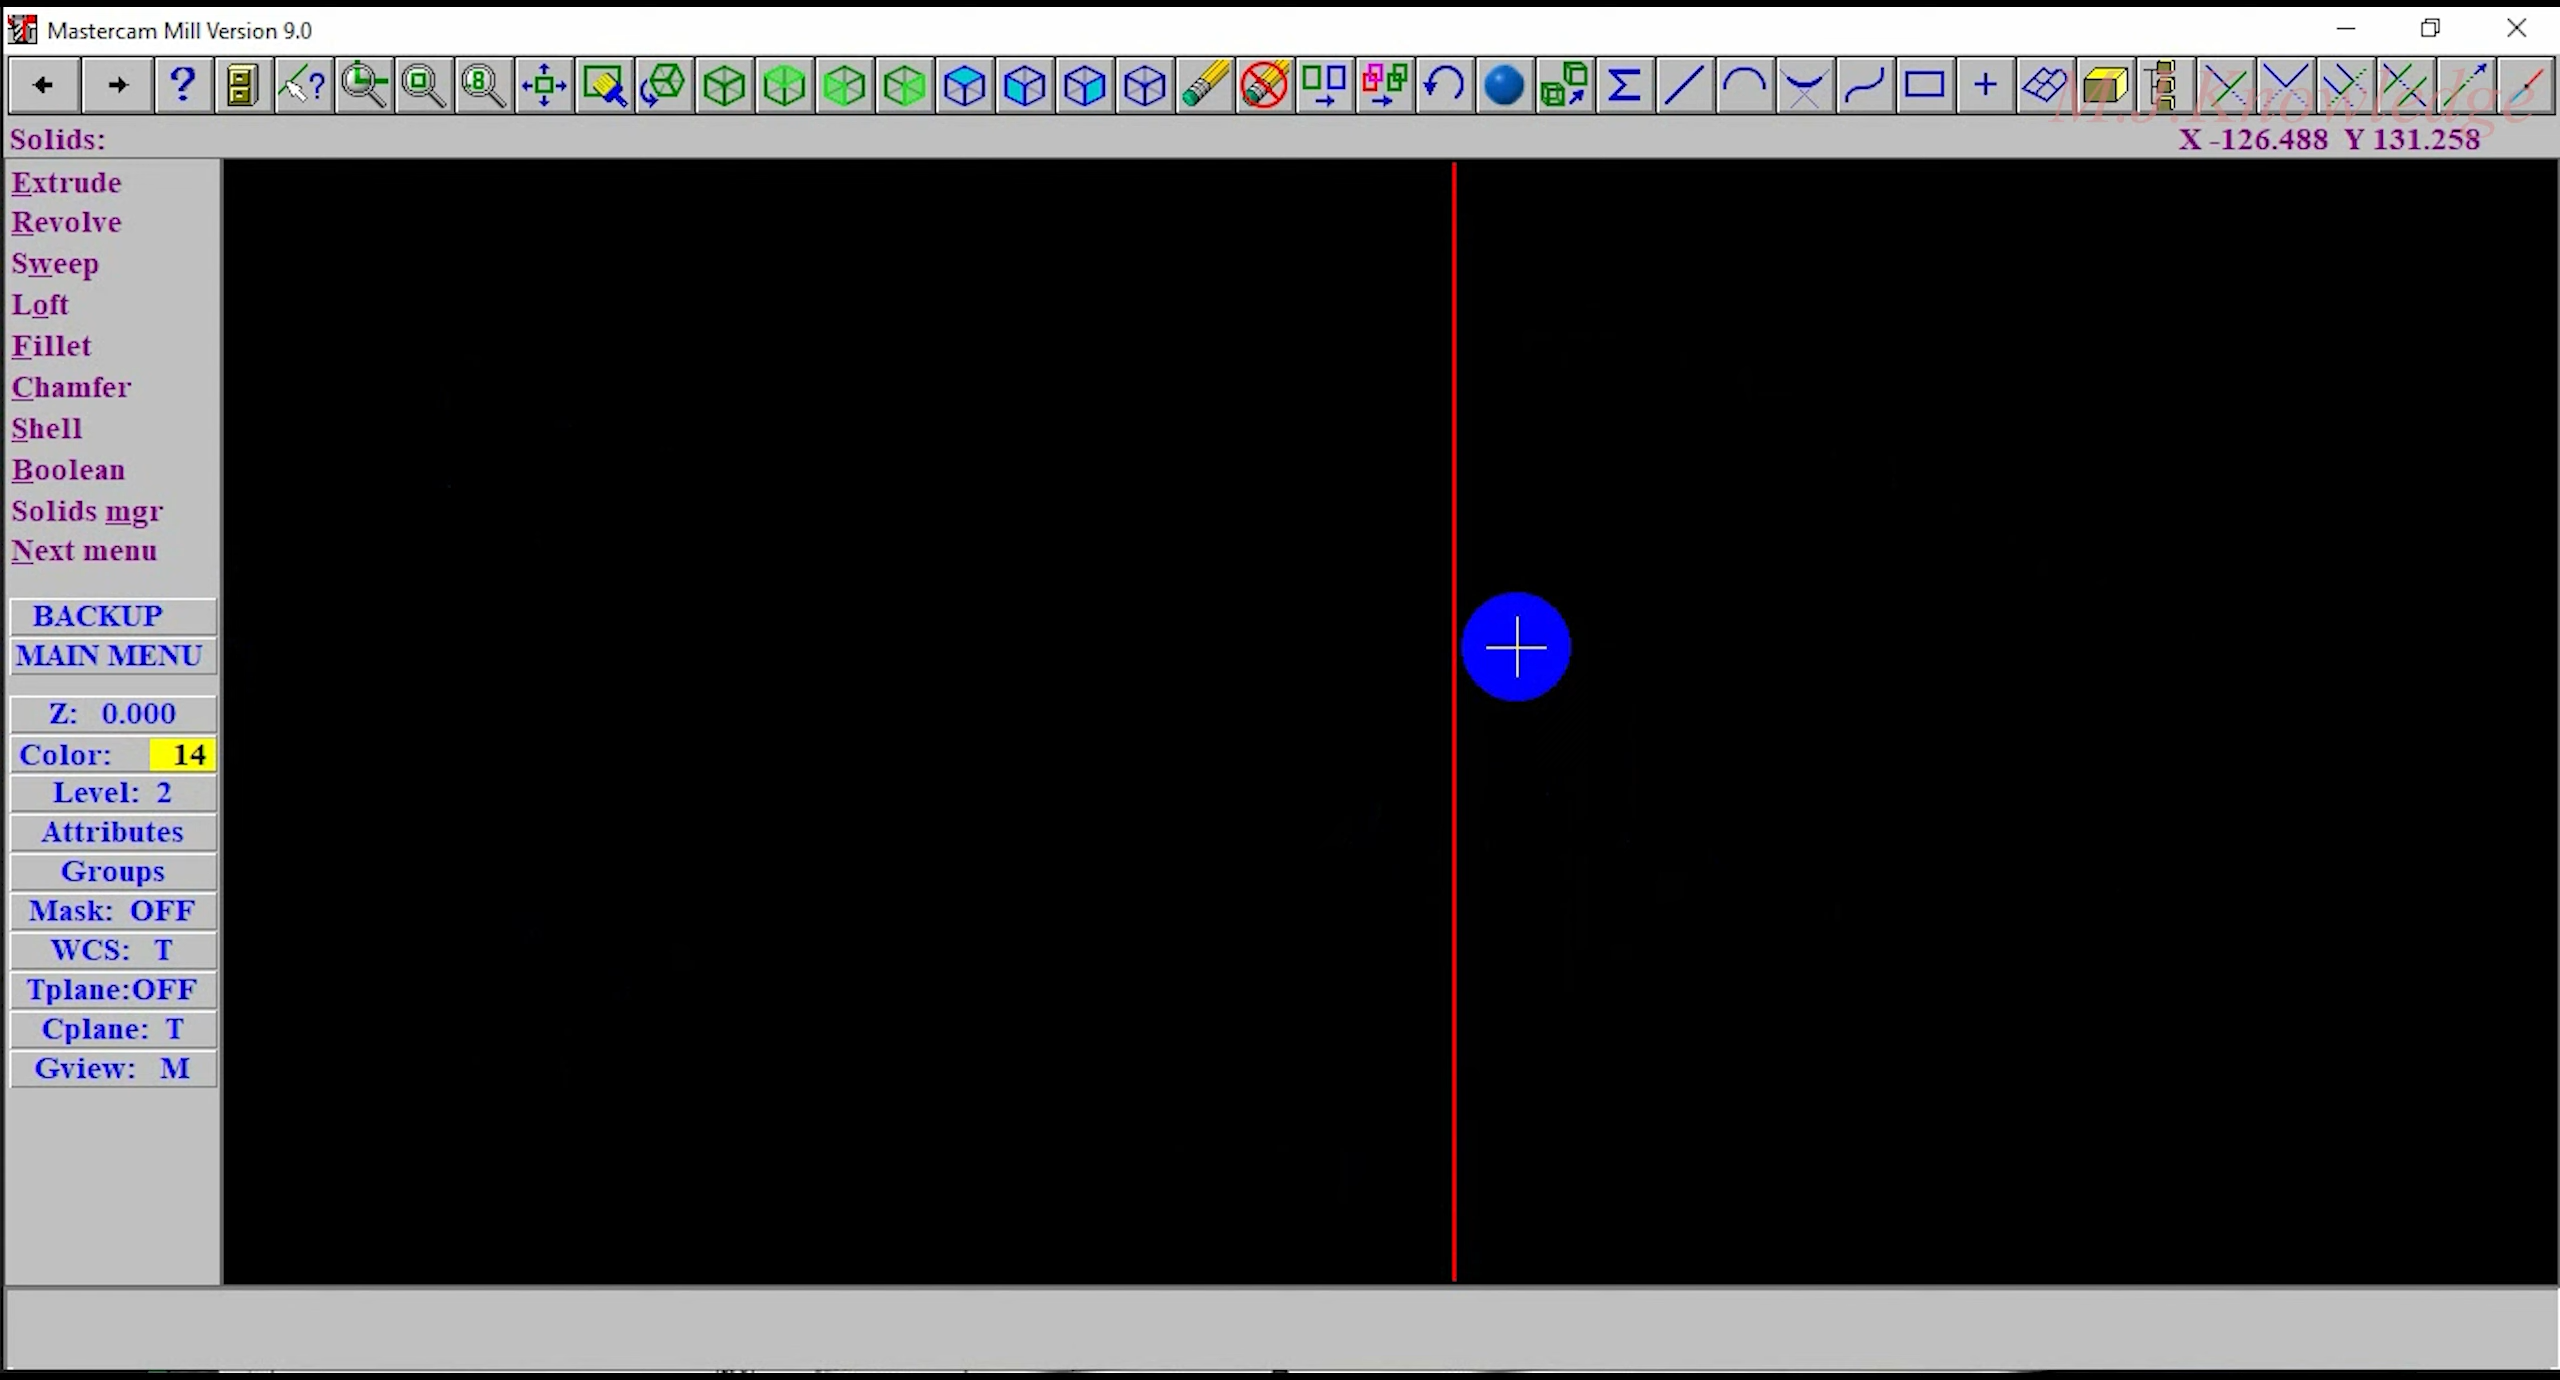 Mastercam Mill Version 9.0
M.J.Knowledge
Solids:
X -126.488 Y 131.258
Extrude
Revolve
Sweep
Loft
Fillet
Chamfer
Shell
Boolean
Solids mgr
Next menu
BACKUP
MAIN MENU
Z: 0.000
Color: 14
Level: 2
Attributes
Groups
Mask: OFF
WCS: T
Tplane:OFF
Cplane: T
Gview: M